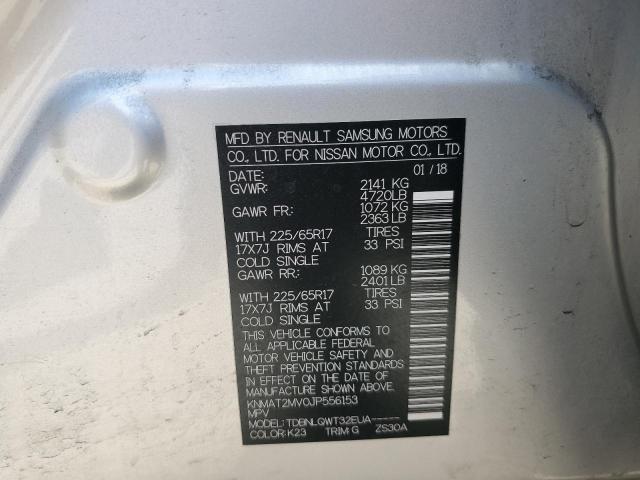 MFD BY RENAULT SAMSUNG MOTORS
CO., LTD. FOR NISSAN MOTOR CO., LTD.
DATE: 01 / 18
GVWR: 2141 KG
4720LB
GAWR FR: 1072 KG
2363 LB
WITH 225/65R17 TIRES
17X7J RIMS AT 33 PSI
COLD SINGLE
GAWR RR: 1089 KG
2401 LB
WITH 225/65R17 TIRES
17X7J RIMS AT 33 PSI
COLD SINGLE
THIS VEHICLE CONFORMS TO
ALL APPLICABLE FEDERAL
MOTOR VEHICLE SAFETY AND
THEFT PREVENTION STANDARDS
IN EFFECT ON THE DATE OF
MANUFACTURE SHOWN ABOVE.
KNMAT2MV0JP556153
MPV
MODEL: TDBNLQWT32EUA-----
COLOR: K23 TRIM: G ZS30A